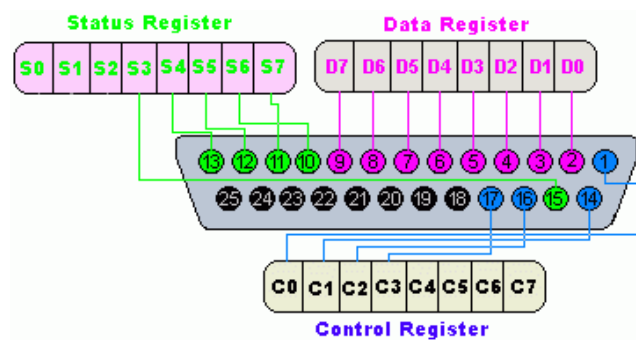 Status Register Data Register
S0 S1 S2 S3 S4 S5 S6 S7 D7 D6 D5 D4 D3 D2 D1 D0
13 12 11 10 9 8 7 6 5 4 3 2 1
25 24 23 22 21 20 19 18 17 16 15 14
C0 C1 C2 C3 C4 C5 C6 C7
Control Register